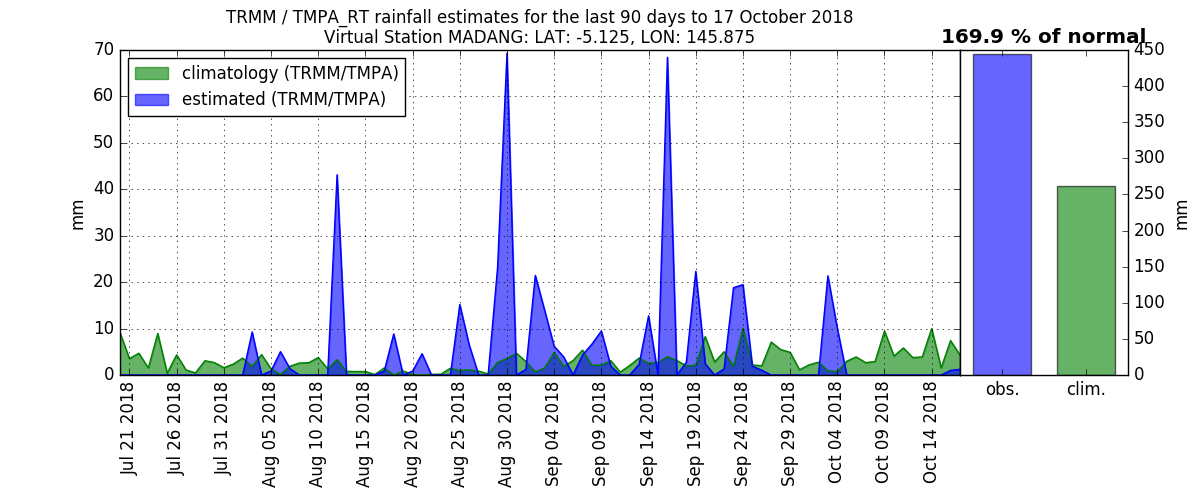 TRMM / TMPA_RT rainfall estimates for the last 90 days to 17 October 2018
Virtual Station MADANG: LAT: -5.125, LON: 145.875
169.9 % of normal
climatology (TRMM/TMPA)
estimated (TRMM/TMPA)
70
60
50
40
30
20
10
0
mm
Jul 21 2018
Jul 26 2018
Jul 31 2018
Aug 05 2018
Aug 10 2018
Aug 15 2018
Aug 20 2018
Aug 25 2018
Aug 30 2018
Sep 04 2018
Sep 09 2018
Sep 14 2018
Sep 19 2018
Sep 24 2018
Sep 29 2018
Oct 04 2018
Oct 09 2018
Oct 14 2018
obs.
clim.
450
400
350
300
250
200
150
100
50
0
mm